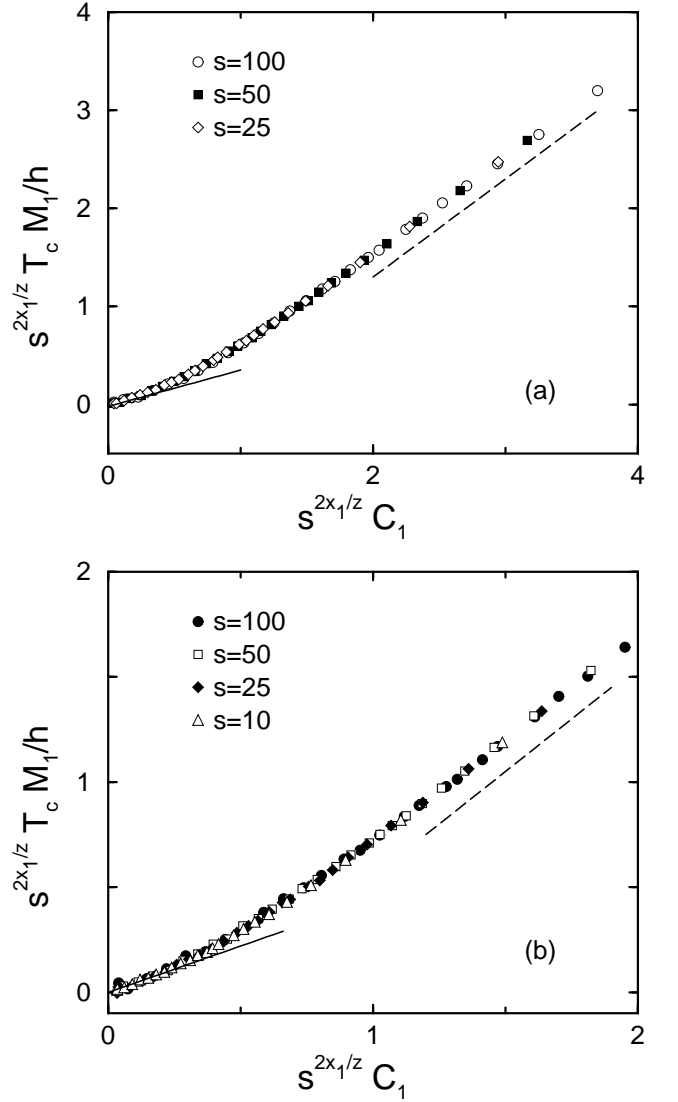 4
3
2
1
0
s=100
s=50
s=25
(a)
s^{2x_1/z} T_c M_1/h
0
2
4
s^{2x_1/z} C_1
2
1
0
s=100
s=50
s=25
s=10
(b)
s^{2x_1/z} T_c M_1/h
0
1
2
s^{2x_1/z} C_1